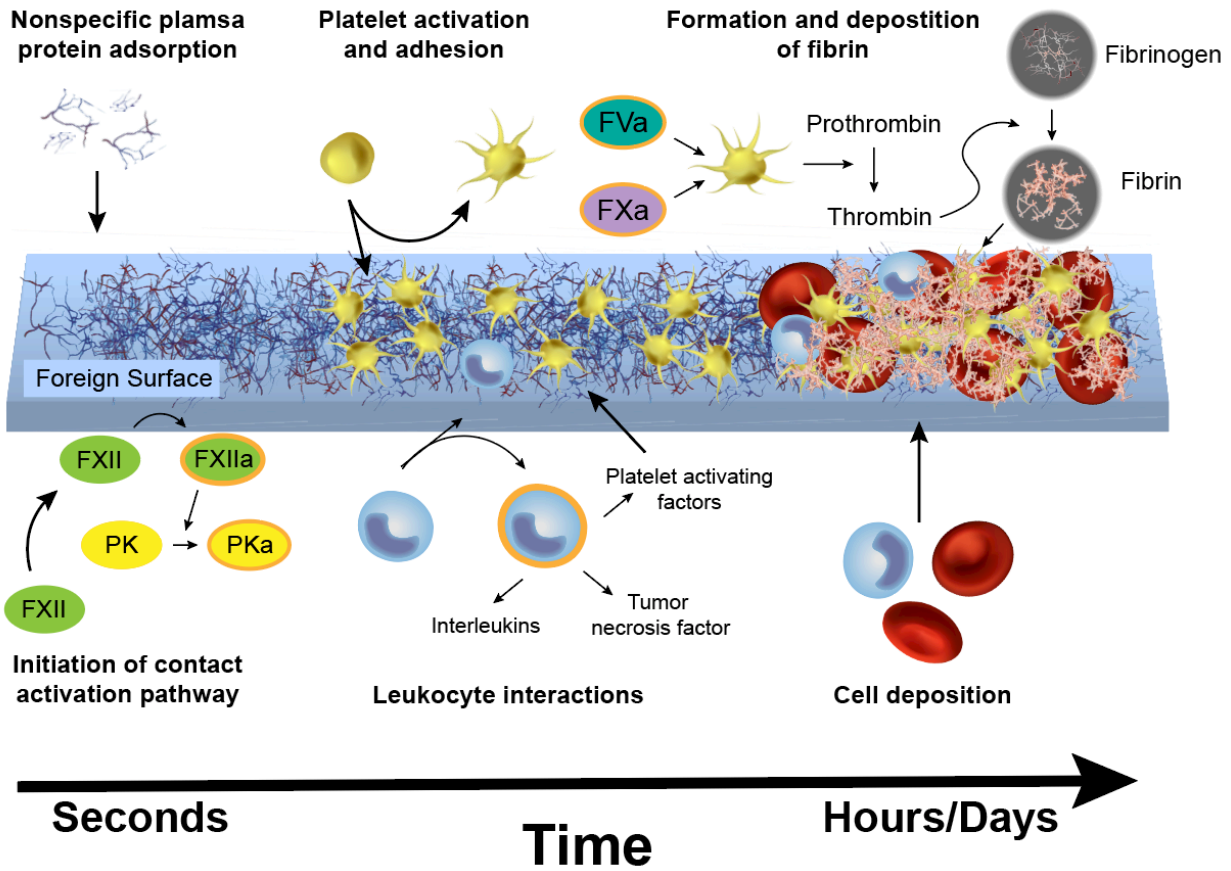 Nonspecific plamsa
protein adsorption
Platelet activation
and adhesion
Formation and depostition
of fibrin
Fibrinogen
FVa
Prothrombin
FXa
Thrombin
Fibrin
Foreign Surface
FXII
FXIIa
PK
PKa
FXII
Initiation of contact
activation pathway
Platelet activating
factors
Interleukins
Tumor
necrosis factor
Leukocyte interactions
Cell deposition
Seconds
Time
Hours/Days